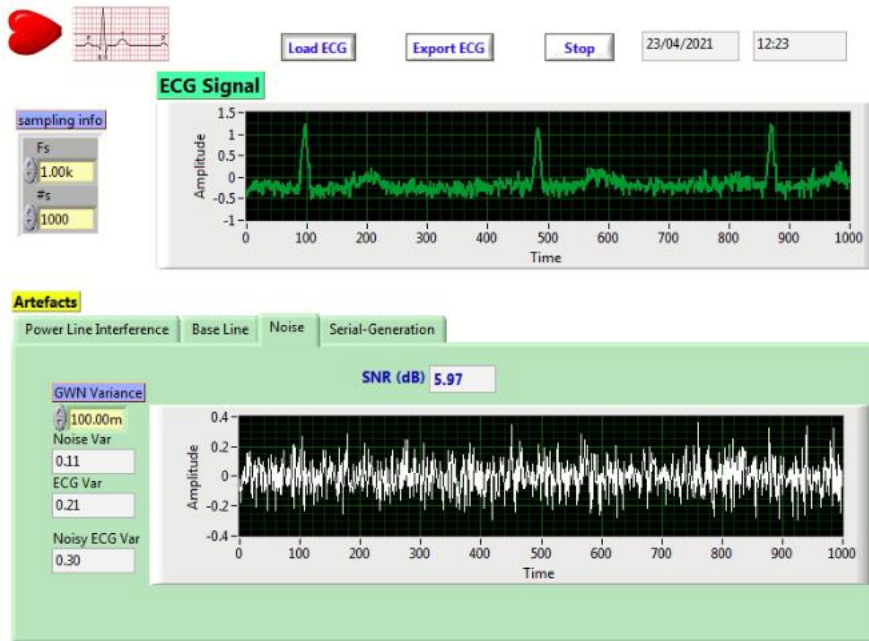 Load ECG
Export ECG
Stop
23/04/2021
12:23
ECG Signal
sampling info
Fs
1.00k
#s
1000
Amplitude
1.5
1
0.5
0
-0.5
-1
0 100 200 300 400 500 600 700 800 900 1000
Time
Artefacts
Power Line Interference
Base Line
Noise
Serial-Generation
SNR (dB) 5.97
GWN Variance
100.00m
Noise Var
0.11
ECG Var
0.21
Noisy ECG Var
0.30
Amplitude
0.4
0.2
0
-0.2
-0.4
0 100 200 300 400 500 600 700 800 900 1000
Time